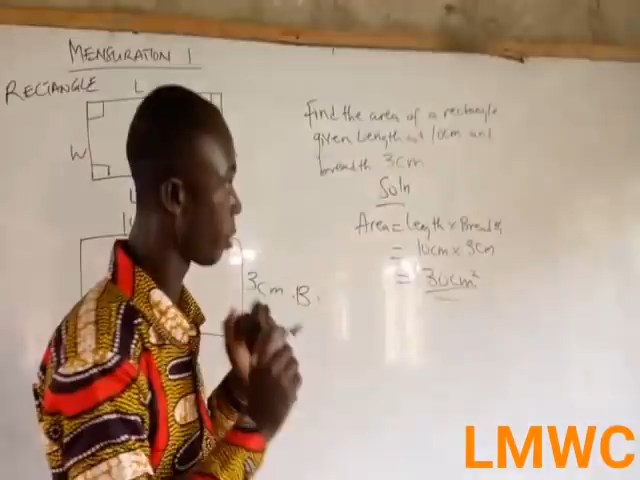 MENSURATION 1
RECTANGLE
L
W
L
3cm B.
Find the area of a rectangle
given Length 10cm and
breadth 3cm
Soln
Area = Length × Breadth
= 10cm × 3cm
= 30cm²
LMWC